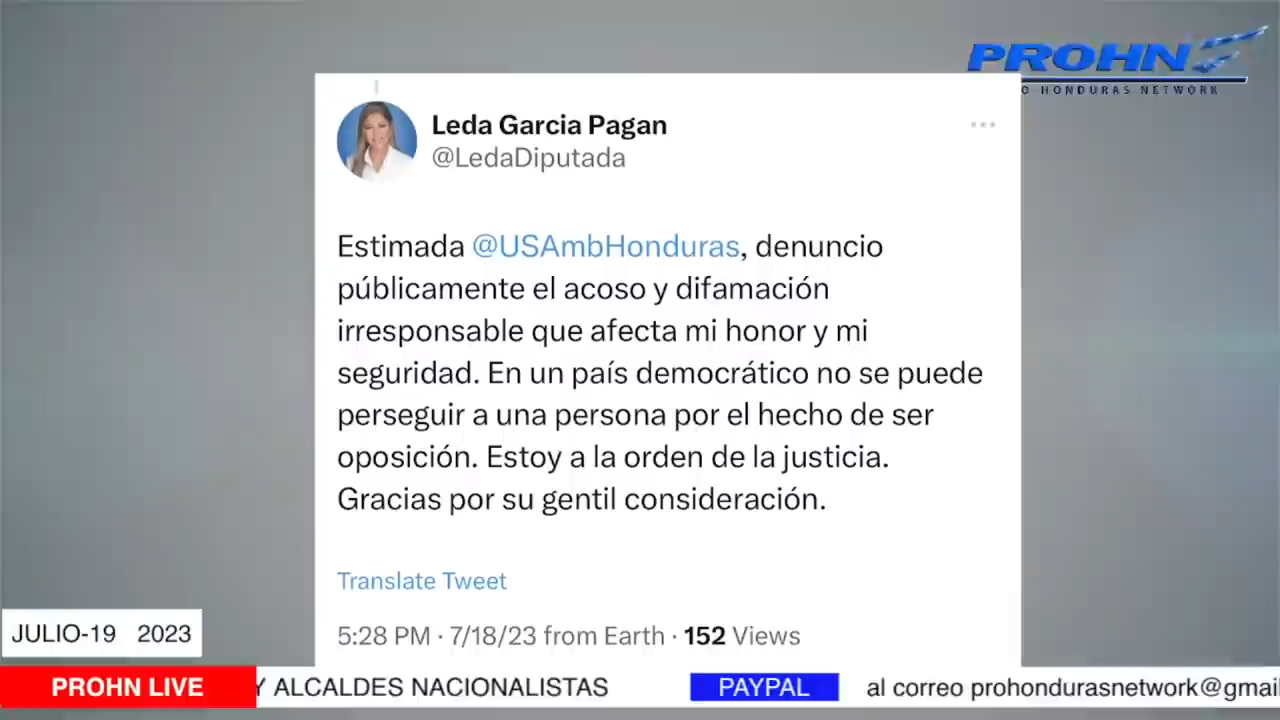 PROHN
O HONDURAS NETWORK
Leda Garcia Pagan
@LedaDiputada
Estimada @USAmbHonduras, denuncio
públicamente el acoso y difamación
irresponsable que afecta mi honor y mi
seguridad. En un país democrático no se puede
perseguir a una persona por el hecho de ser
oposición. Estoy a la orden de la justicia.
Gracias por su gentil consideración.
Translate Tweet
5:28 PM · 7/18/23 from Earth · 152 Views
JULIO-19 2023
PROHN LIVE
Y ALCALDES NACIONALISTAS
PAYPAL
al correo prohondurasnetwork@gmail